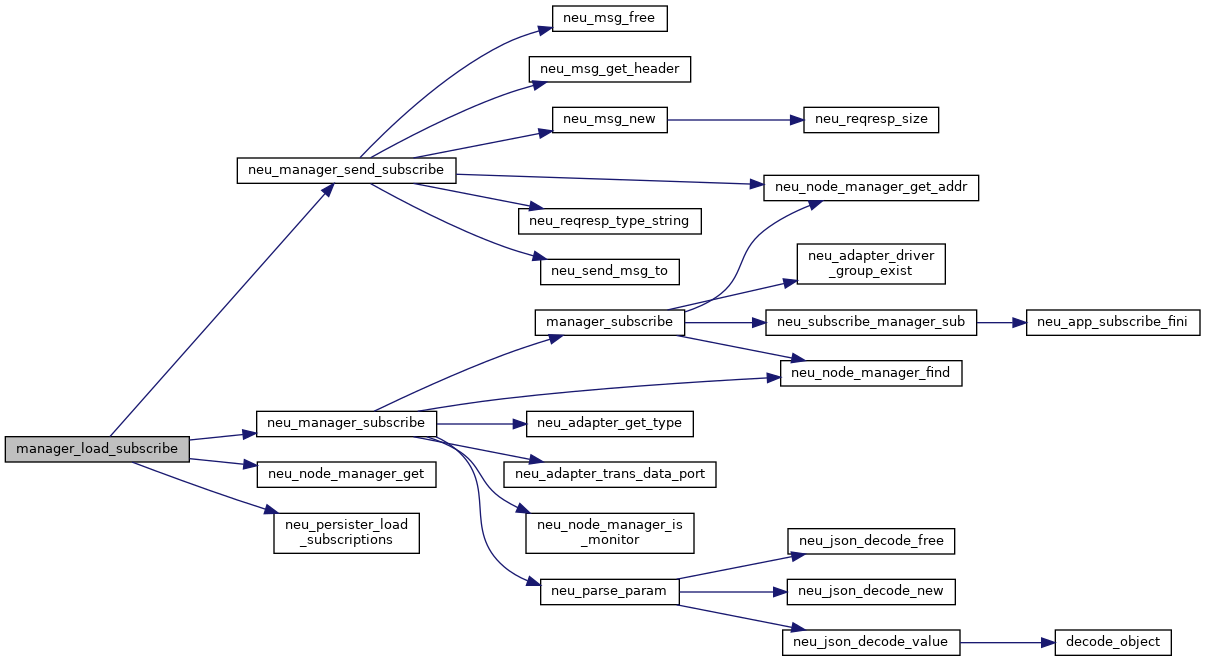 neu_msg_free
neu_msg_get_header
neu_msg_new
neu_reqresp_size
neu_manager_send_subscribe
neu_node_manager_get_addr
neu_reqresp_type_string
neu_adapter_driver
_group_exist
neu_send_msg_to
manager_subscribe
neu_subscribe_manager_sub
neu_app_subscribe_fini
neu_node_manager_find
neu_manager_subscribe
neu_adapter_get_type
manager_load_subscribe
neu_node_manager_get
neu_adapter_trans_data_port
neu_persister_load
_subscriptions
neu_node_manager_is
_monitor
neu_json_decode_free
neu_parse_param
neu_json_decode_new
neu_json_decode_value
decode_object